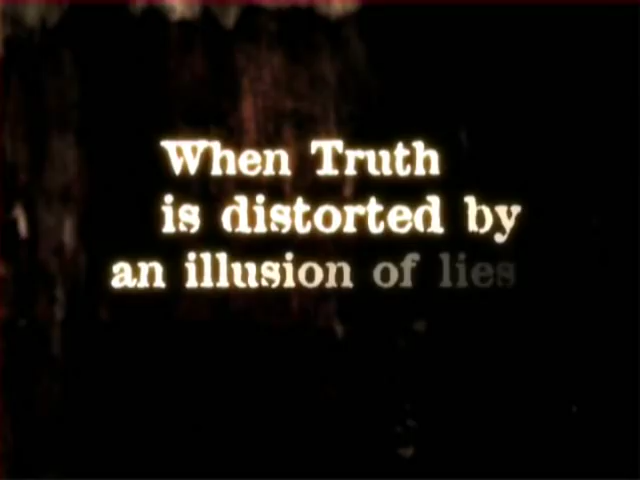 When Truth
is distorted by
an illusion of lies